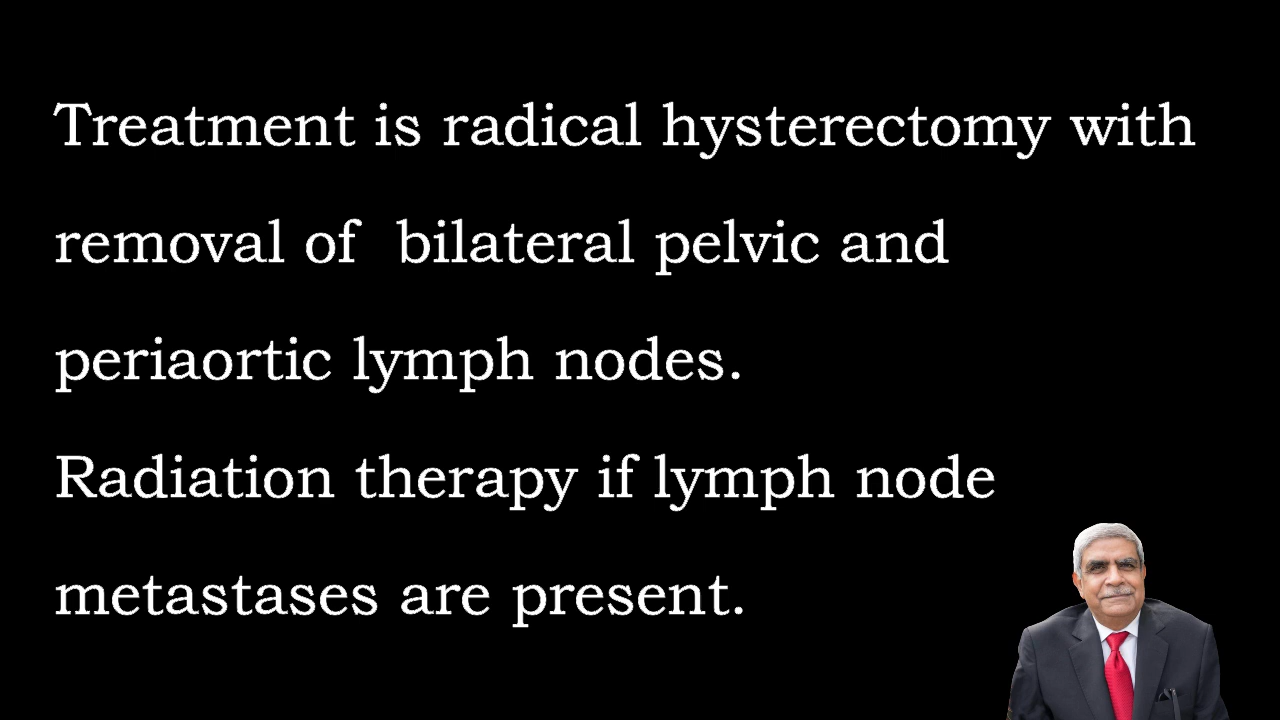 Treatment is radical hysterectomy with
removal of  bilateral pelvic and
periaortic lymph nodes.
Radiation therapy if lymph node
metastases are present.